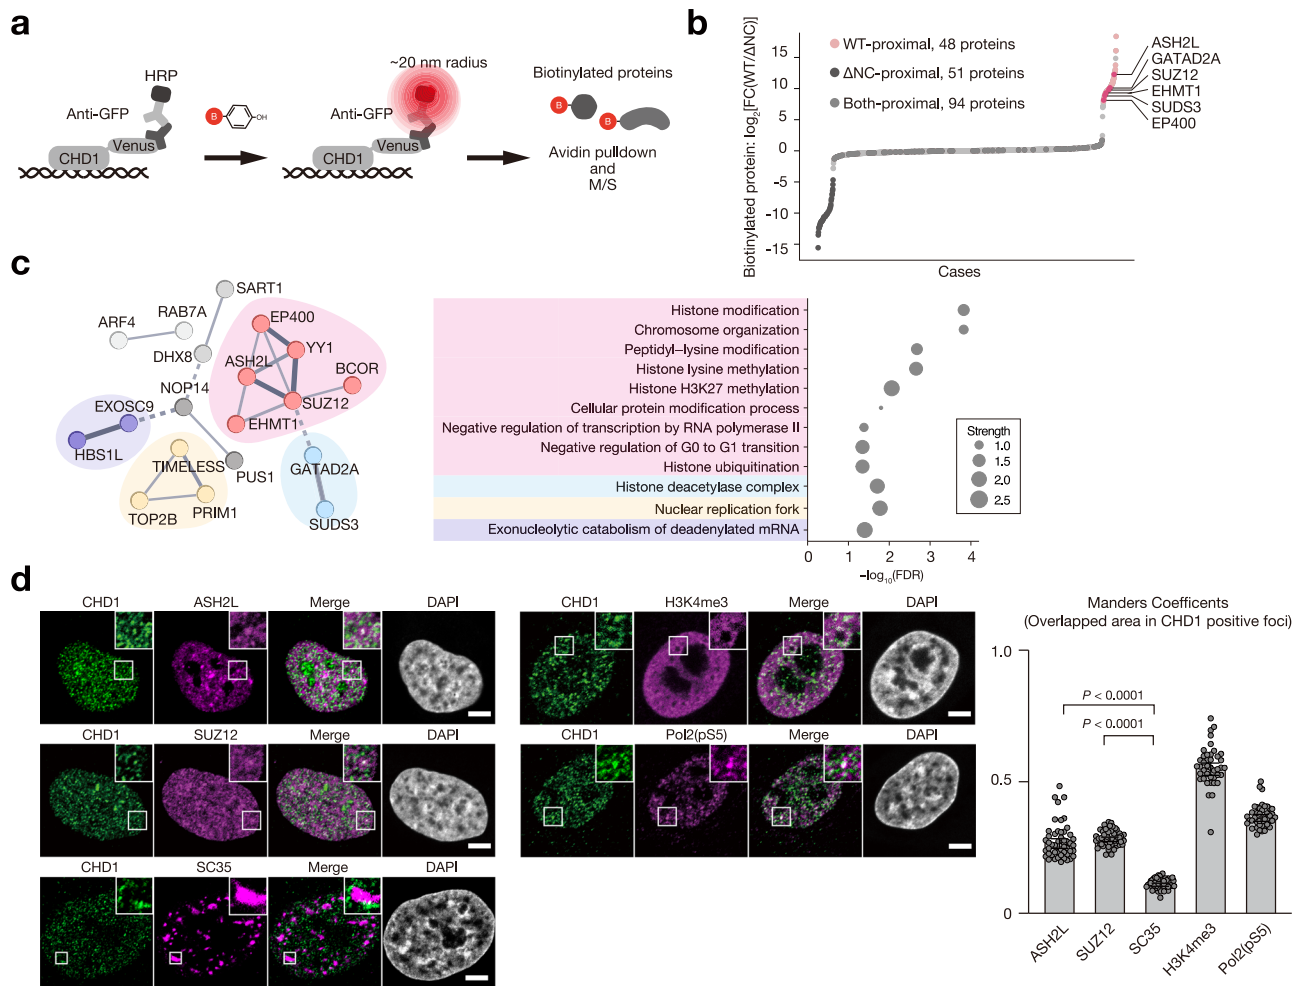 a
HRP
Anti-GFP
Venus
CHD1
B
OH
~20 nm radius
Anti-GFP
Venus
CHD1
Biotinylated proteins
B
B
Avidin pulldown
and
M/S
b
Biotinylated protein: log2[FC(WT/ΔNC)]
15
10
5
0
-5
-10
-15
WT-proximal, 48 proteins
ΔNC-proximal, 51 proteins
Both-proximal, 94 proteins
ASH2L
GATAD2A
SUZ12
EHMT1
SUDS3
EP400
Cases
c
SART1
RAB7A
ARF4
DHX8
NOP14
EXOSC9
HBS1L
TIMELESS
TOP2B
PRIM1
PUS1
EP400
YY1
ASH2L
BCOR
SUZ12
EHMT1
GATAD2A
SUDS3
Histone modification
Chromosome organization
Peptidyl–lysine modification
Histone lysine methylation
Histone H3K27 methylation
Cellular protein modification process
Negative regulation of transcription by RNA polymerase II
Negative regulation of G0 to G1 transition
Histone ubiquitination
Histone deacetylase complex
Nuclear replication fork
Exonucleolytic catabolism of deadenylated mRNA
0 1 2 3 4
−log10(FDR)
Strength
1.0
1.5
2.0
2.5
d
CHD1 ASH2L Merge DAPI
CHD1 SUZ12 Merge DAPI
CHD1 SC35 Merge DAPI
CHD1 H3K4me3 Merge DAPI
CHD1 Pol2(pS5) Merge DAPI
Manders Coefficents
(Overlapped area in CHD1 positive foci)
1.0
0.5
0
P < 0.0001
P < 0.0001
ASH2L
SUZ12
SC35
H3K4me3
Pol2(pS5)